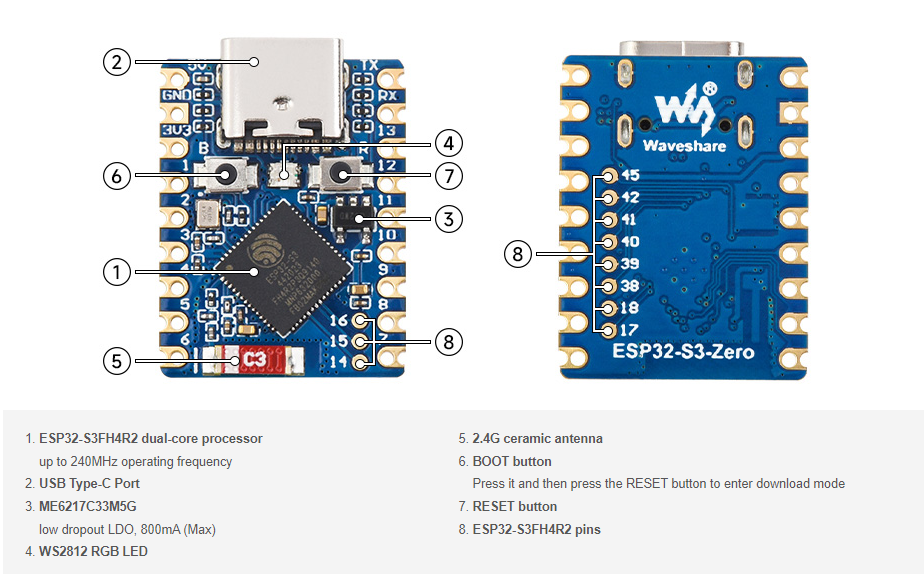 5V
TX
GND
RX
3V3
13
B
R
1
12
2
11
3
10
4
9
5
8
6
7
16
15
14
C3
ESP32-S3
2
6
1
5
4
7
3
8
®
Waveshare
45
42
41
40
39
38
18
17
8
ESP32-S3-Zero
1. ESP32-S3FH4R2 dual-core processor
up to 240MHz operating frequency
2. USB Type-C Port
3. ME6217C33M5G
low dropout LDO, 800mA (Max)
4. WS2812 RGB LED
5. 2.4G ceramic antenna
6. BOOT button
Press it and then press the RESET button to enter download mode
7. RESET button
8. ESP32-S3FH4R2 pins